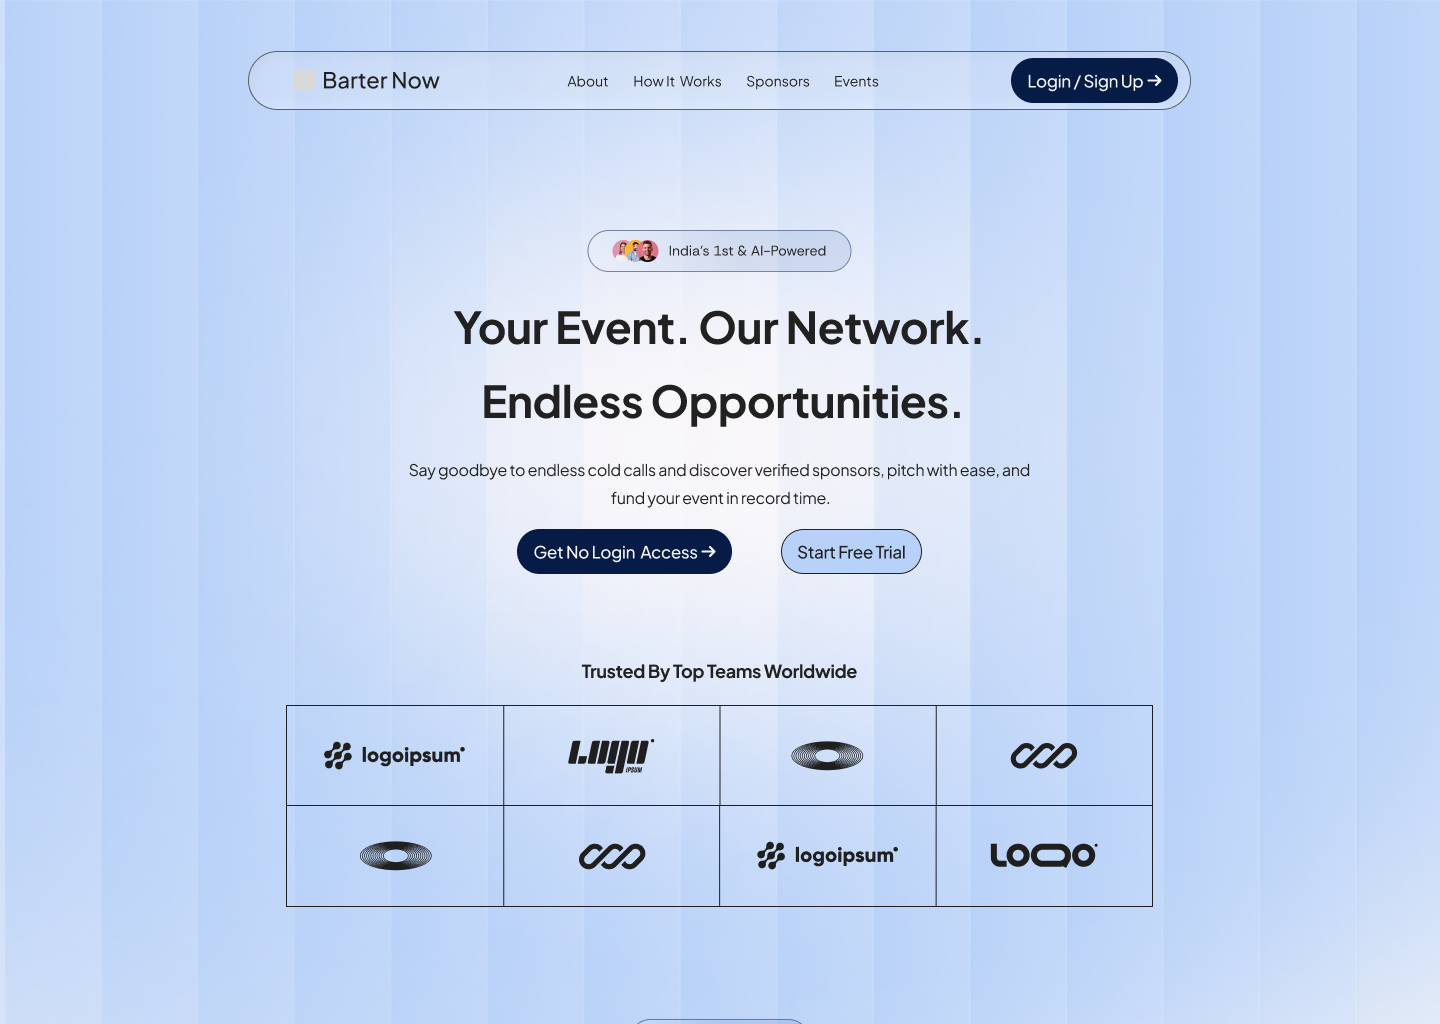 Barter Now
About
How It Works
Sponsors
Events
Login / Sign Up →
India's 1st & AI-Powered
Your Event. Our Network.
Endless Opportunities.
Say goodbye to endless cold calls and discover verified sponsors, pitch with ease, and
fund your event in record time.
Get No Login Access →
Start Free Trial
Trusted By Top Teams Worldwide
logoipsum
Logo
IPSUM
logoipsum
LOQO